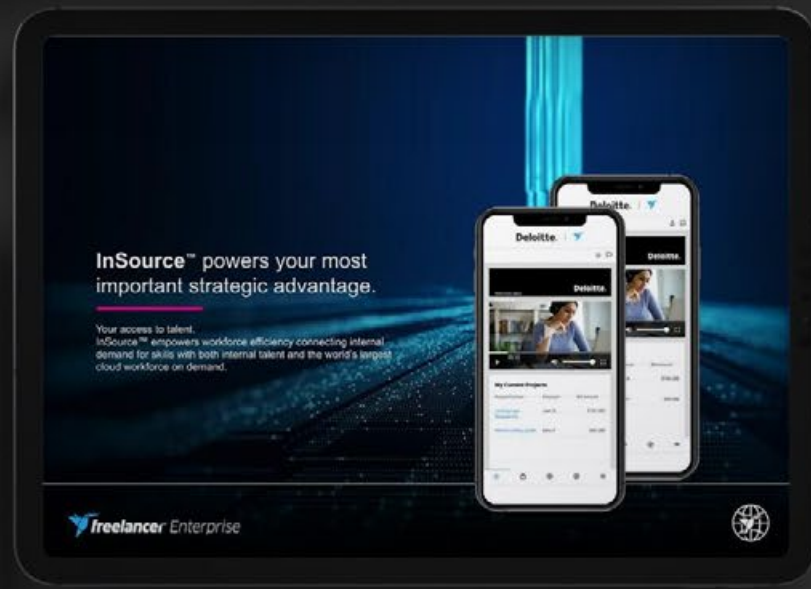 InSource™ powers your most
important strategic advantage.
Your access to talent.
InSource™ empowers workforce efficiency connecting internal
demand for skills with both internal talent and the world's largest
cloud workforce on demand.
freelancer Enterprise
Deloitte.
Deloitte.
My Current Projects
Deloitte.
Deloitte.